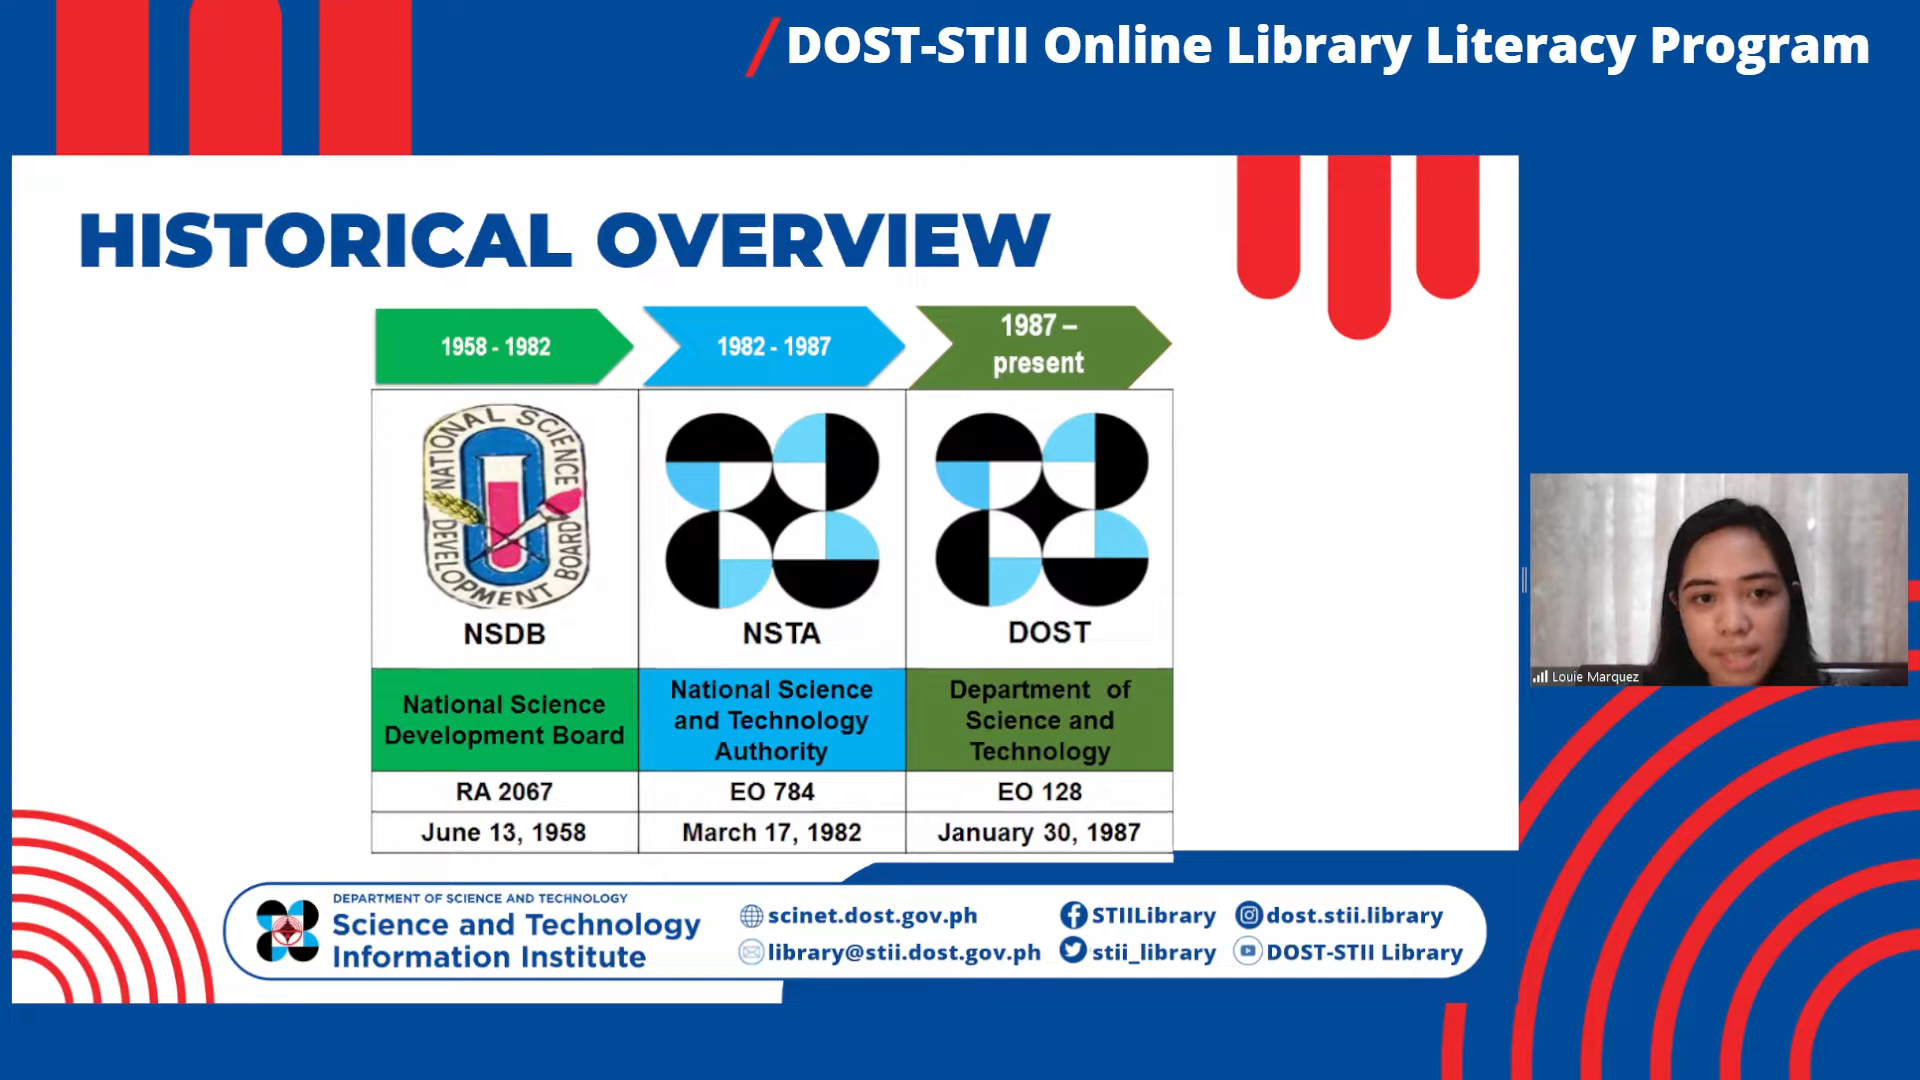 DOST-STII Online Library Literacy Program
HISTORICAL OVERVIEW
1958 - 1982
1982 - 1987
1987 –
present
NATIONAL SCIENCE
DEVELOPMENT BOARD
NSDB
NSTA
DOST
National Science
Development Board
National Science
and Technology
Authority
Department of
Science and
Technology
RA 2067
EO 784
EO 128
June 13, 1958
March 17, 1982
January 30, 1987
Louie Marquez
DEPARTMENT OF SCIENCE AND TECHNOLOGY
Science and Technology
Information Institute
scinet.dost.gov.ph
library@stii.dost.gov.ph
STIILibrary
stii_library
dost.stii.library
DOST-STII Library